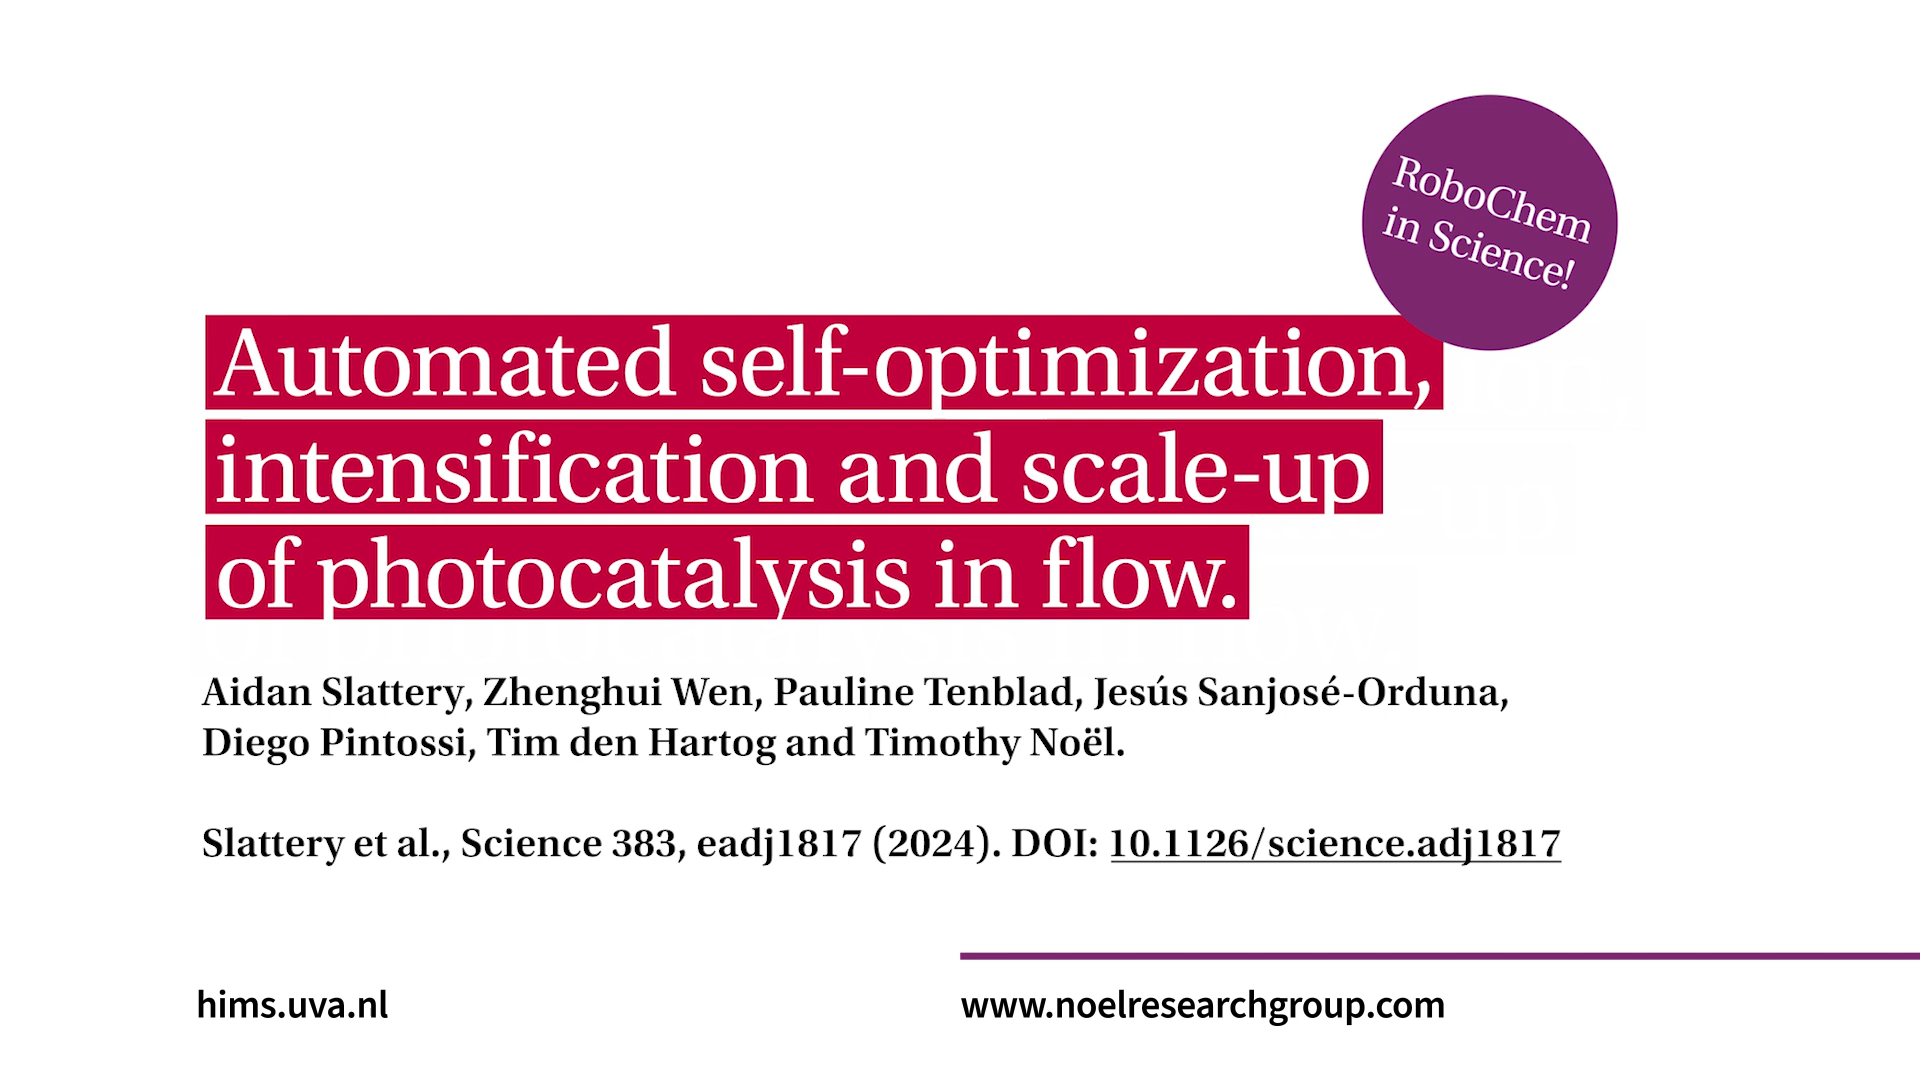 RoboChem
in Science!
Automated self-optimization,
intensification and scale-up
of photocatalysis in flow.
Aidan Slattery, Zhenghui Wen, Pauline Tenblad, Jesús Sanjosé-Orduna,
Diego Pintossi, Tim den Hartog and Timothy Noël.
Slattery et al., Science 383, eadj1817 (2024). DOI: 10.1126/science.adj1817
hims.uva.nl
www.noelresearchgroup.com